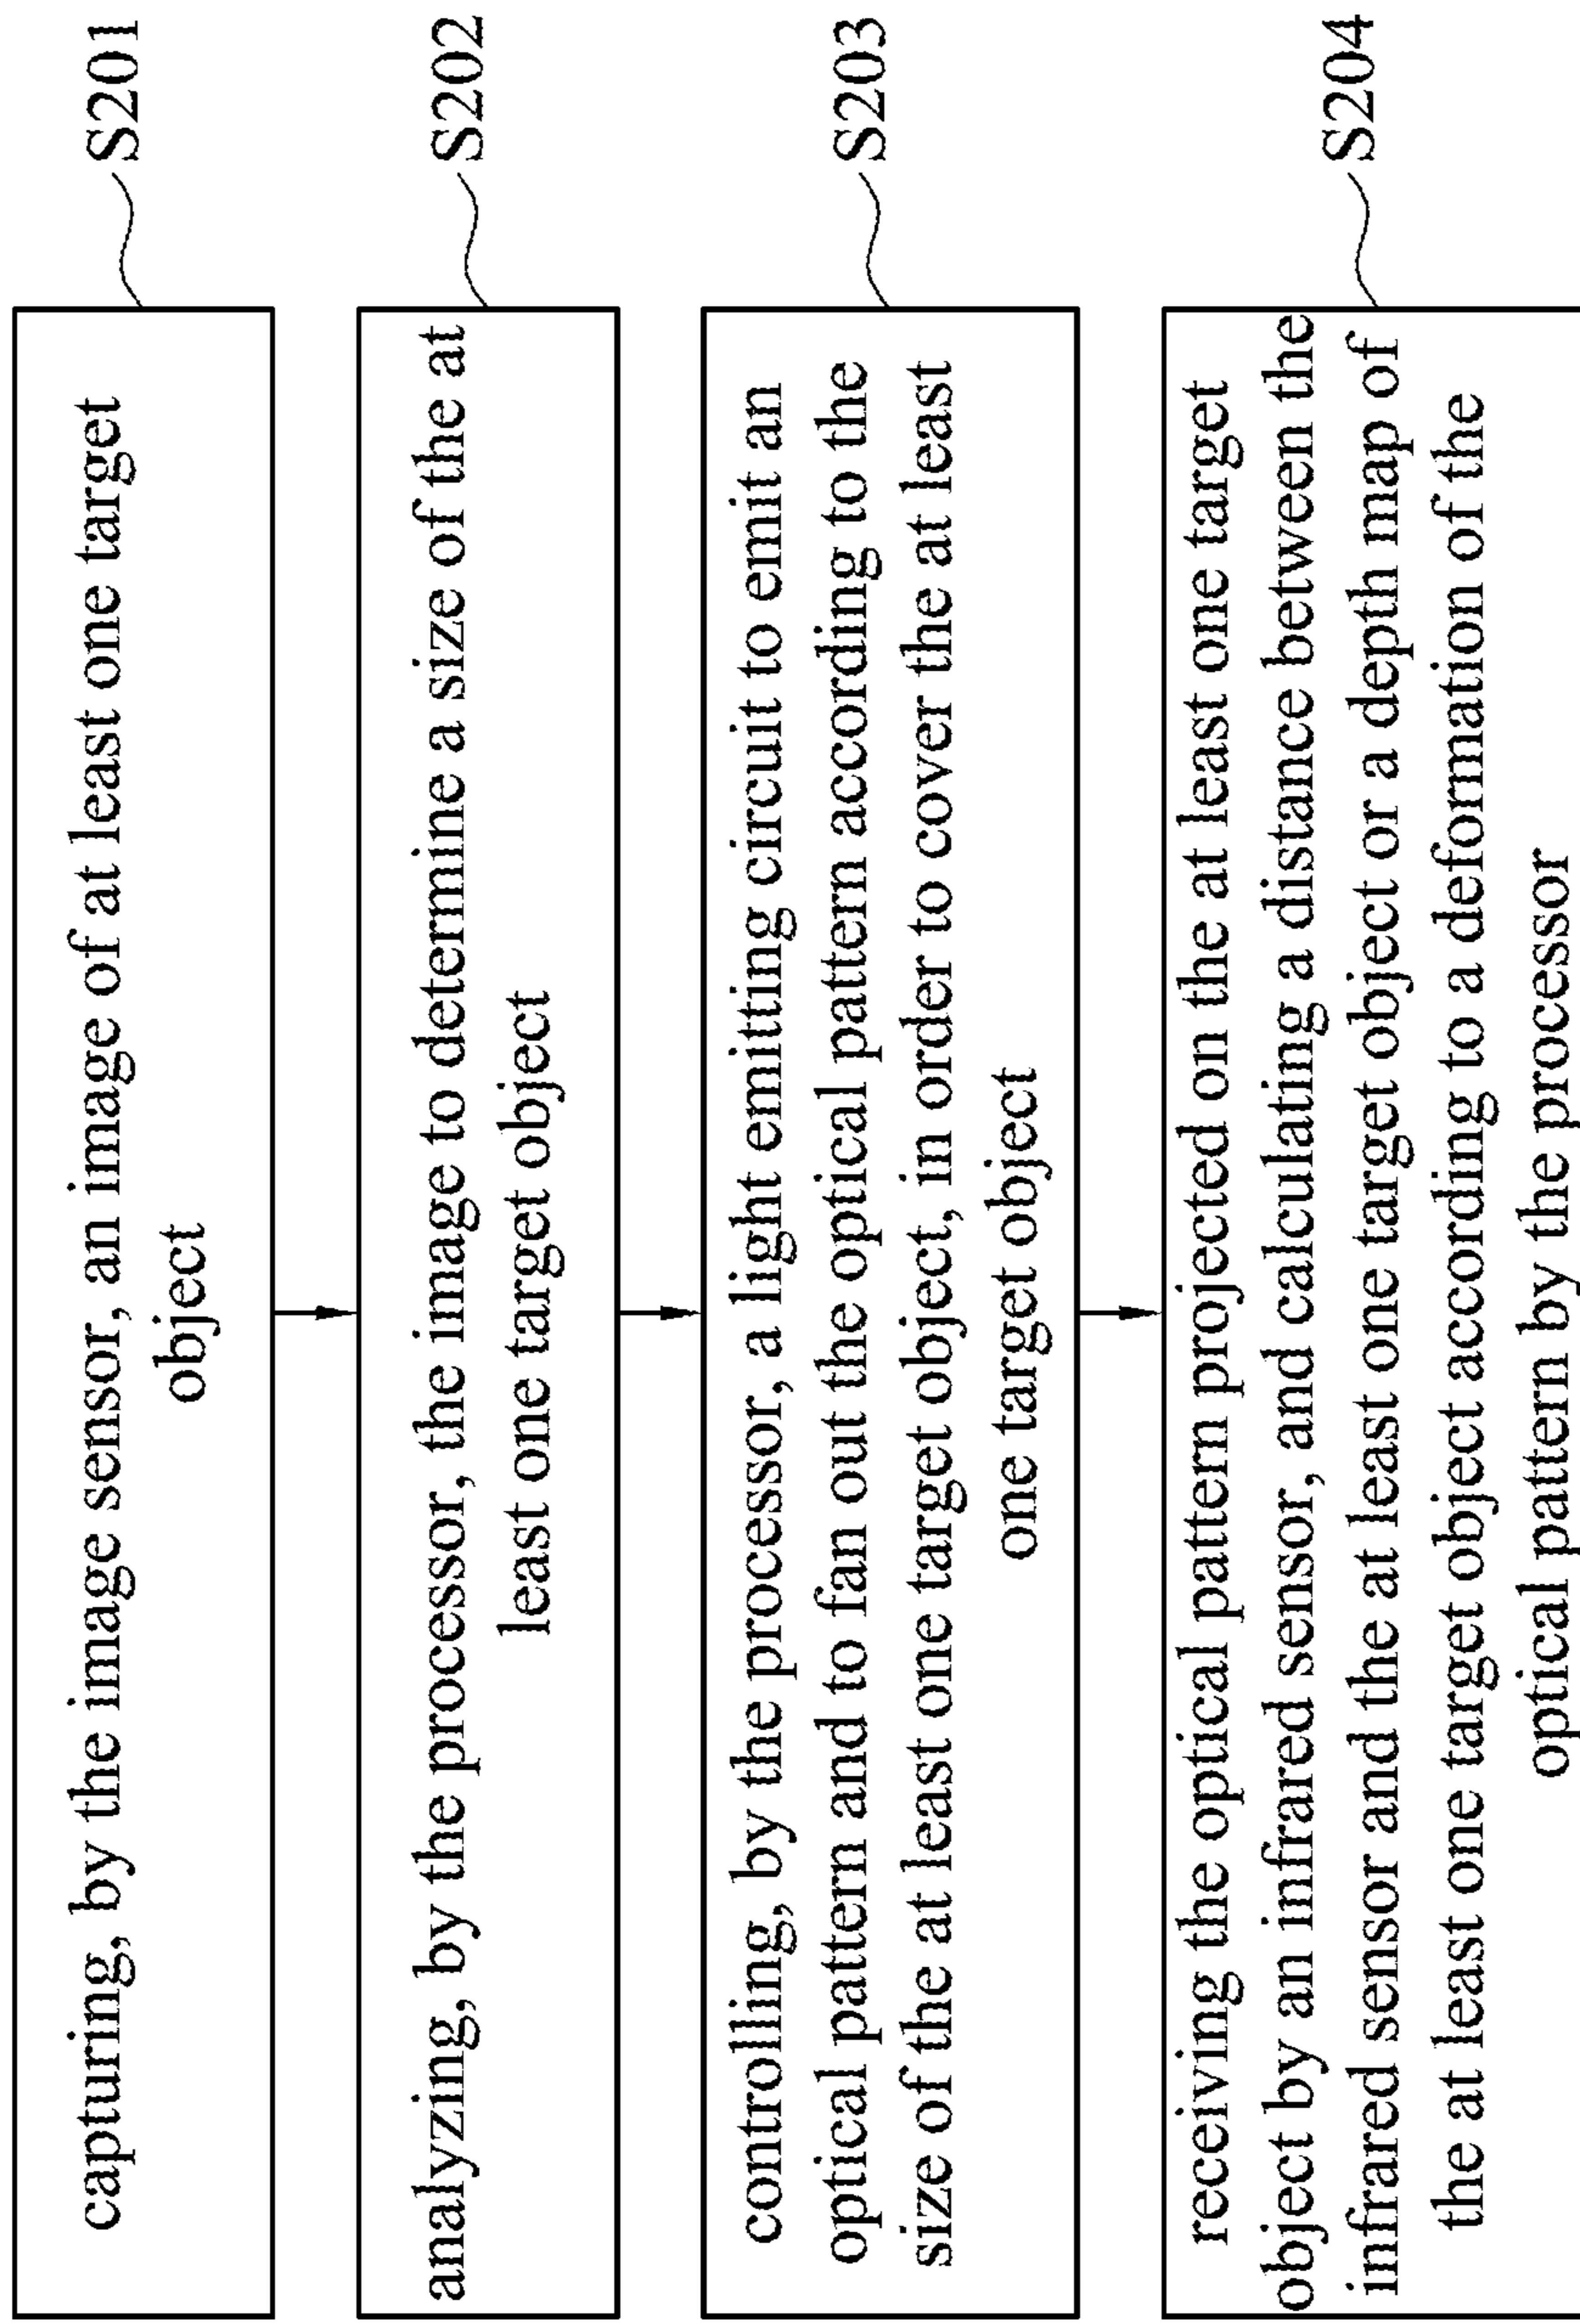 capturing, by the image sensor, an image of at least one target
object
S201
analyzing, by the processor, the image to determine a size of the at
least one target object
S202
controlling, by the processor, a light emitting circuit to emit an
optical pattern and to fan out the optical pattern according to the
size of the at least one target object, in order to cover the at least
one target object
S203
receiving the optical pattern projected on the at least one target
object by an infrared sensor, and calculating a distance between the
infrared sensor and the at least one target object or a depth map of
the at least one target object according to a deformation of the
optical pattern by the processor
S204